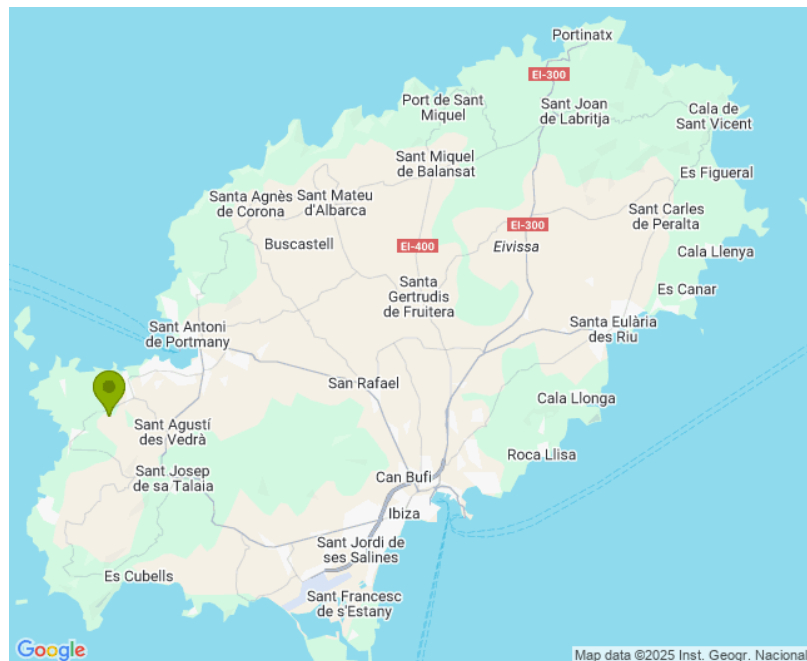 Portinatx
EI-300
Port de Sant
Miquel
Sant Joan
de Labritja
Cala de
Sant Vicent
Sant Miquel
de Balansat
Es Figueral
Santa Agnès
de Corona
Sant Mateu
d'Albarca
Sant Carles
de Peralta
EI-300
Buscastell
EI-400
Eivissa
Cala Llenya
Santa
Gertrudis
de Fruitera
Es Canar
Sant Antoni
de Portmany
Santa Eulària
des Riu
San Rafael
Cala Llonga
Sant Agustí
des Vedrà
Roca Llisa
Sant Josep
de sa Talaia
Can Bufi
Ibiza
Sant Jordi de
ses Salines
Es Cubells
Sant Francesc
de s'Estany
Google
Map data ©2025 Inst. Geogr. Nacional